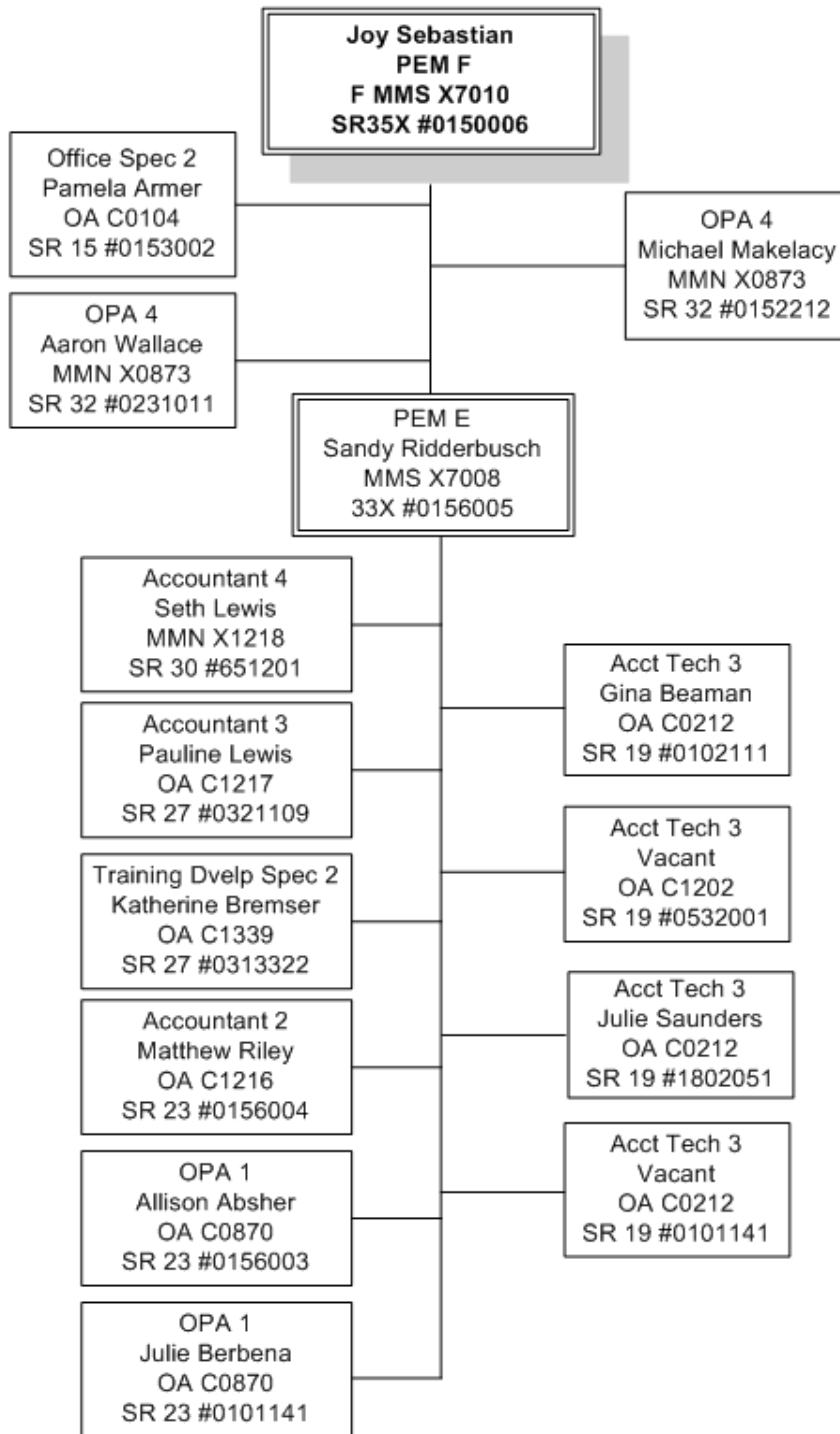 Joy Sebastian
PEM F
F MMS X7010
SR35X #0150006
Office Spec 2
Pamela Armer
OA C0104
SR 15 #0153002
OPA 4
Michael Makelacy
MMN X0873
SR 32 #0152212
OPA 4
Aaron Wallace
MMN X0873
SR 32 #0231011
PEM E
Sandy Ridderbusch
MMS X7008
33X #0156005
Accountant 4
Seth Lewis
MMN X1218
SR 30 #651201
Acct Tech 3
Gina Beaman
OA C0212
SR 19 #0102111
Accountant 3
Pauline Lewis
OA C1217
SR 27 #0321109
Acct Tech 3
Vacant
OA C1202
SR 19 #0532001
Training Dvelp Spec 2
Katherine Bremser
OA C1339
SR 27 #0313322
Acct Tech 3
Julie Saunders
OA C0212
SR 19 #1802051
Accountant 2
Matthew Riley
OA C1216
SR 23 #0156004
Acct Tech 3
Vacant
OA C0212
SR 19 #0101141
OPA 1
Allison Absher
OA C0870
SR 23 #0156003
OPA 1
Julie Berbena
OA C0870
SR 23 #0101141